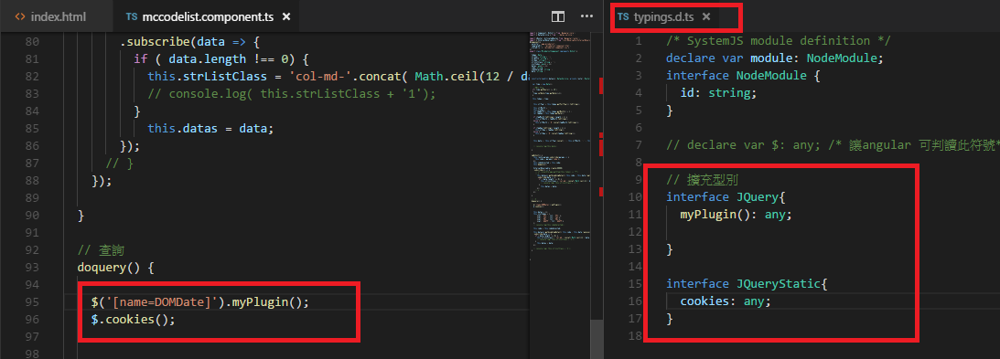 index.html
TS mccodelist.component.ts
80 .subscribe(data => {
81 if ( data.length !== 0) {
82 this.strListClass = 'col-md-'.concat( Math.ceil(12 / da
83 // console.log( this.strListClass + '1');
84 }
85 this.datas = data;
86 });
87 // }
88 });
89
90 }
91
92 // 查詢
93 doquery() {
94
95 $('[name=DOMDate]').myPlugin();
96 $.cookies();
97
98
TS typings.d.ts
1 /* SystemJS module definition */
2 declare var module: NodeModule;
3 interface NodeModule {
4 id: string;
5 }
6
7 // declare var $: any; /* 讓angular 可判讀此符號*
8
9 // 擴充型別
10 interface JQuery{
11 myPlugin(): any;
12
13 }
14
15 interface JQueryStatic{
16 cookies: any;
17 }
18